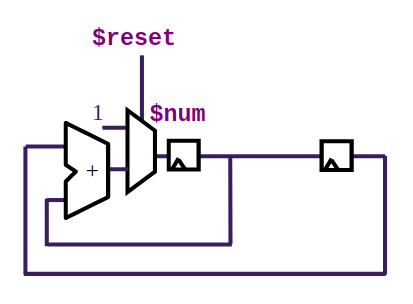 $reset
1
$num
+